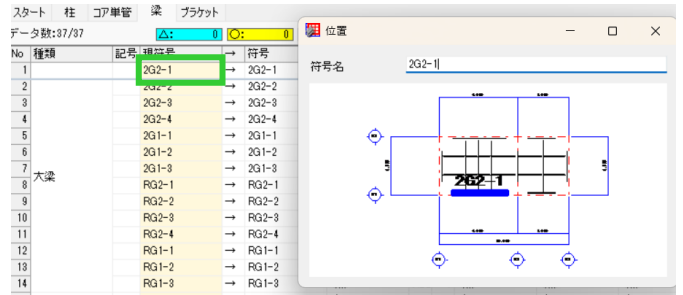 スタート 柱 コア単管 梁 ブラケット
データ数:37/37 △: 0 ○: 0
No 種類 記号 現符号 → 符号
1 2G2-1 → 2G2-1
2 2G2-2 → 2G2-2
3 2G2-3 → 2G2-3
4 2G2-4 → 2G2-4
5 2G1-1 → 2G1-1
6 2G1-2 → 2G1-2
7 2G1-3 → 2G1-3
大梁
8 RG2-1 → RG2-1
9 RG2-2 → RG2-2
10 RG2-3 → RG2-3
11 RG2-4 → RG2-4
12 RG1-1 → RG1-1
13 RG1-2 → RG1-2
14 RG1-3 → RG1-3
位置
符号名 2G2-1
2G2-1